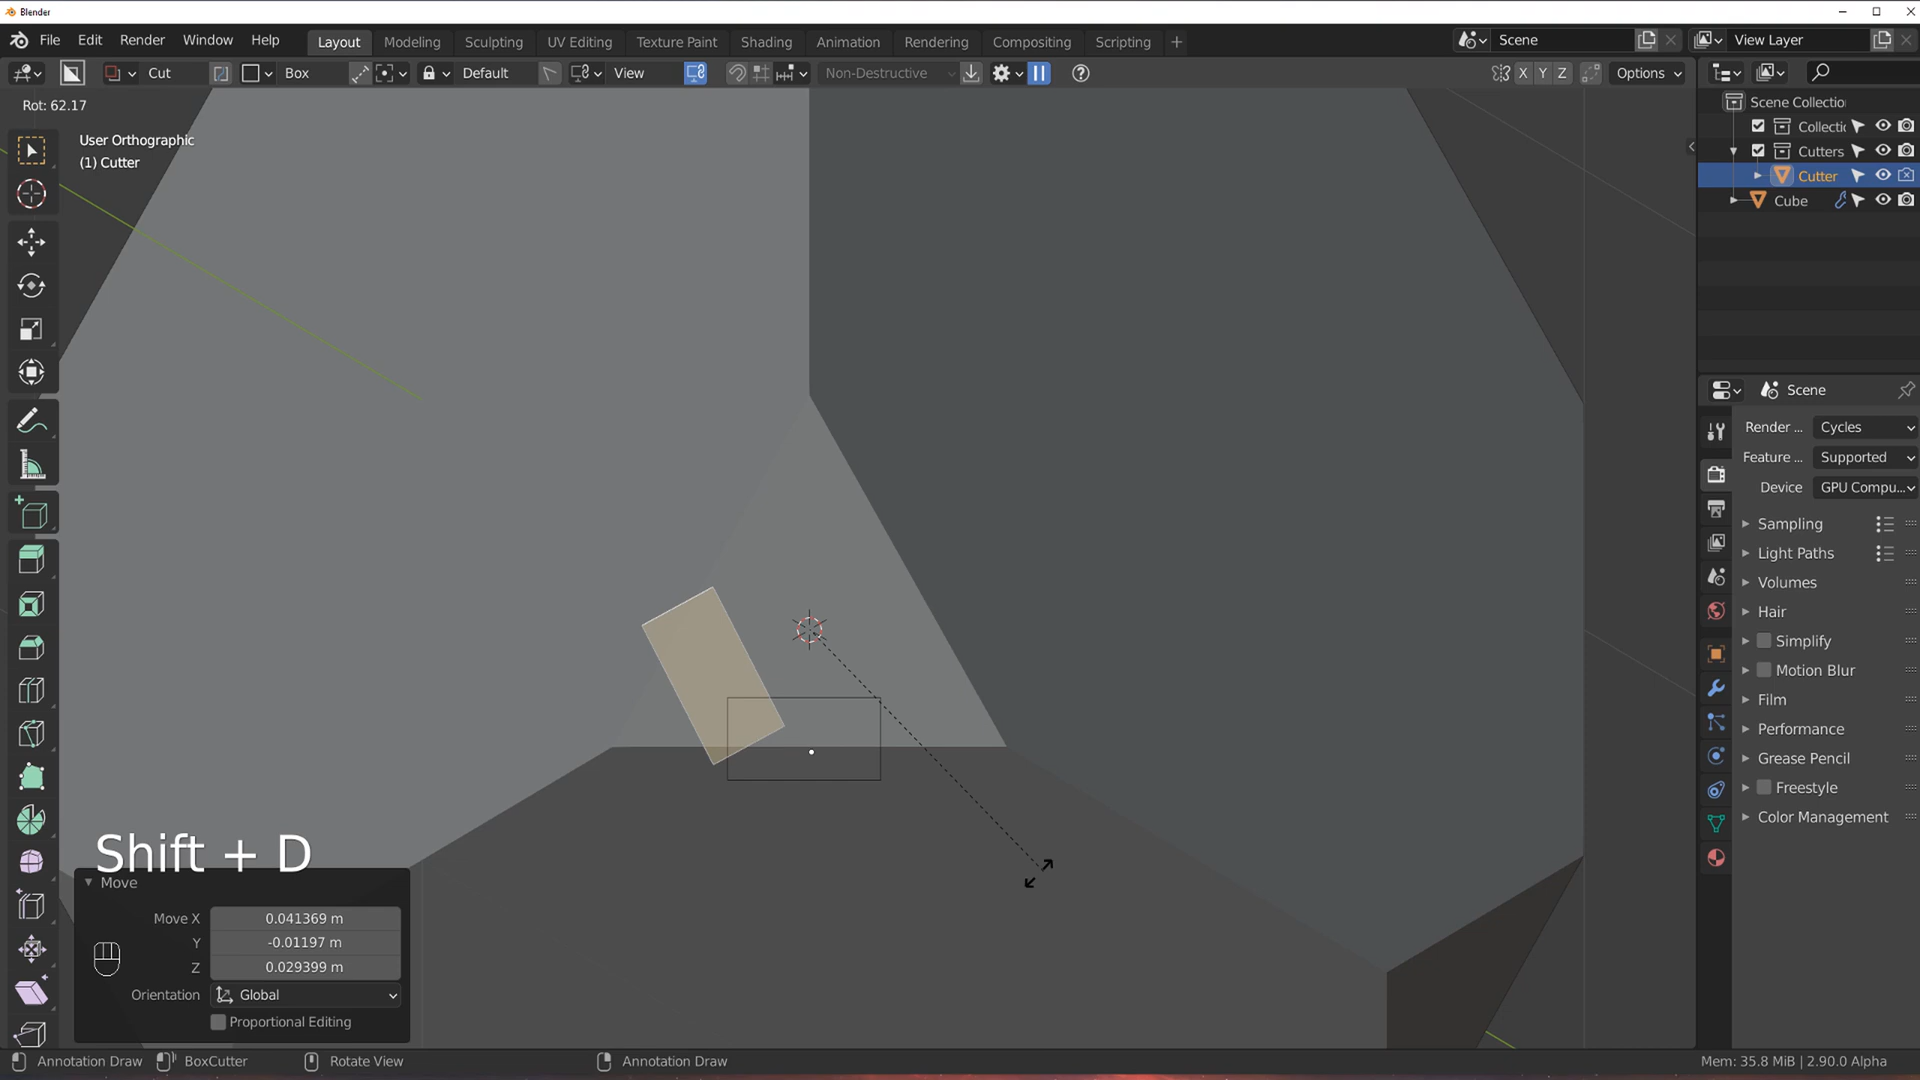 Blender
File Edit Render Window Help Layout Modeling Sculpting UV Editing Texture Paint Shading Animation Rendering Compositing Scripting + Scene View Layer
Cut Box Default View Non-Destructive X Y Z Options
Rot: 62.17
User Orthographic
(1) Cutter
Shift + D
Move
Move X 0.041369 m
Y -0.01197 m
Z 0.029399 m
Orientation Global
Proportional Editing
Scene Collectio
Collectic
Cutters
Cutter
Cube
Scene
Render ... Cycles
Feature ... Supported
Device GPU Compu...
Sampling
Light Paths
Volumes
Hair
Simplify
Motion Blur
Film
Performance
Grease Pencil
Freestyle
Color Management
Annotation Draw BoxCutter Rotate View Annotation Draw Mem: 35.8 MiB | 2.90.0 Alpha